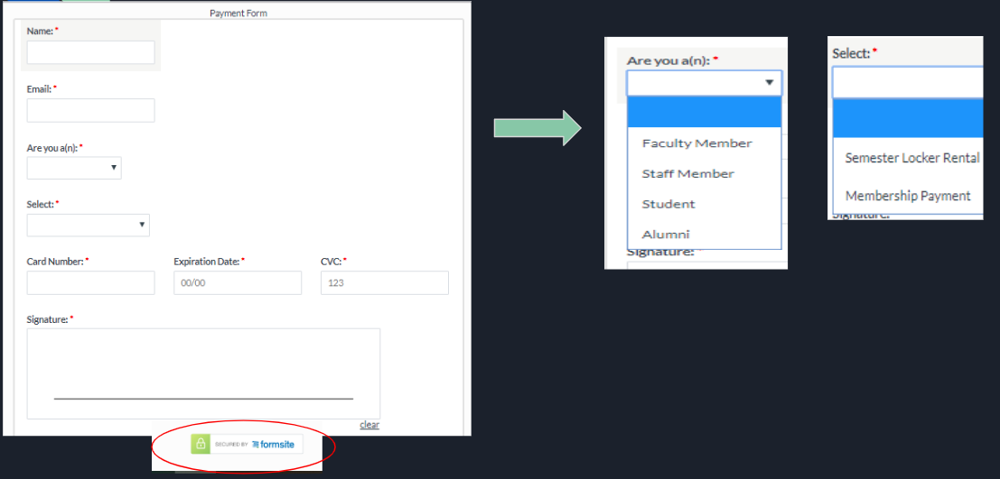 Payment Form
Name: *
Email: *
Are you a(n): *
Select: *
Card Number: * Expiration Date: * CVC: *
00/00 123
Signature: *
clear
SECURED BY formsite
Are you a(n): *
Faculty Member
Staff Member
Student
Alumni
Signature:
Select: *
Semester Locker Rental
Membership Payment
Signature: